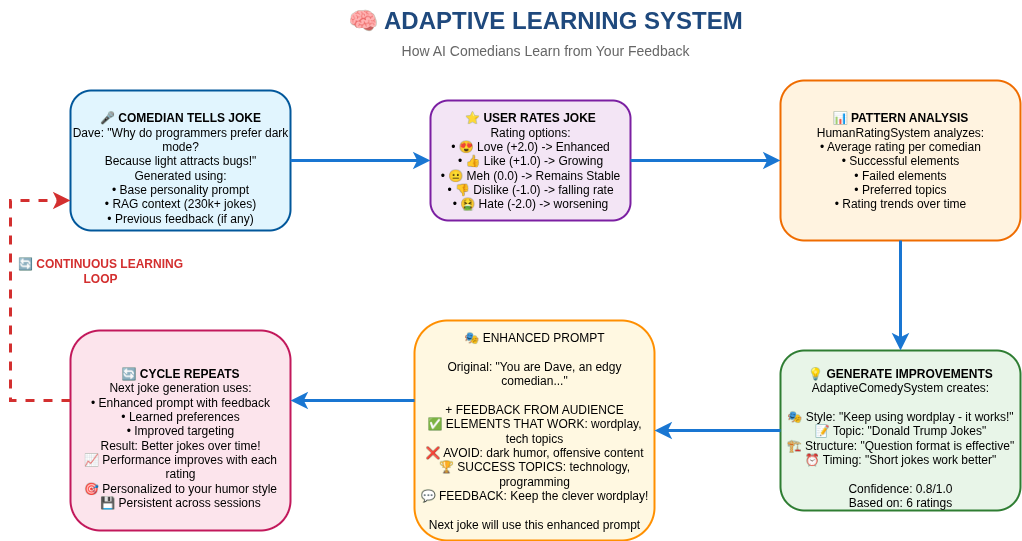 🧠 ADAPTIVE LEARNING SYSTEM
How AI Comedians Learn from Your Feedback
🎤 COMEDIAN TELLS JOKE
Dave: "Why do programmers prefer dark
mode?
Because light attracts bugs!"
Generated using:
• Base personality prompt
• RAG context (230k+ jokes)
• Previous feedback (if any)
⭐ USER RATES JOKE
Rating options:
• 😍 Love (+2.0) -> Enhanced
• 👍 Like (+1.0) -> Growing
• 😐 Meh (0.0) -> Remains Stable
• 👎 Dislike (-1.0) -> falling rate
• 🤮 Hate (-2.0) -> worsening
📊 PATTERN ANALYSIS
HumanRatingSystem analyzes:
• Average rating per comedian
• Successful elements
• Failed elements
• Preferred topics
• Rating trends over time
💡 GENERATE IMPROVEMENTS
AdaptiveComedySystem creates:
🎭 Style: "Keep using wordplay - it works!"
📝 Topic: "Donald Trump Jokes"
🏗️ Structure: "Question format is effective"
⏰ Timing: "Short jokes work better"
Confidence: 0.8/1.0
Based on: 6 ratings
🎭 ENHANCED PROMPT
Original: "You are Dave, an edgy
comedian..."
+ FEEDBACK FROM AUDIENCE
✅ ELEMENTS THAT WORK: wordplay,
tech topics
❌ AVOID: dark humor, offensive content
🏆 SUCCESS TOPICS: technology,
programming
💬 FEEDBACK: Keep the clever wordplay!
Next joke will use this enhanced prompt
🔄 CYCLE REPEATS
Next joke generation uses:
• Enhanced prompt with feedback
• Learned preferences
• Improved targeting
Result: Better jokes over time!
📈 Performance improves with each
rating
🎯 Personalized to your humor style
💾 Persistent across sessions
🔄 CONTINUOUS LEARNING
LOOP